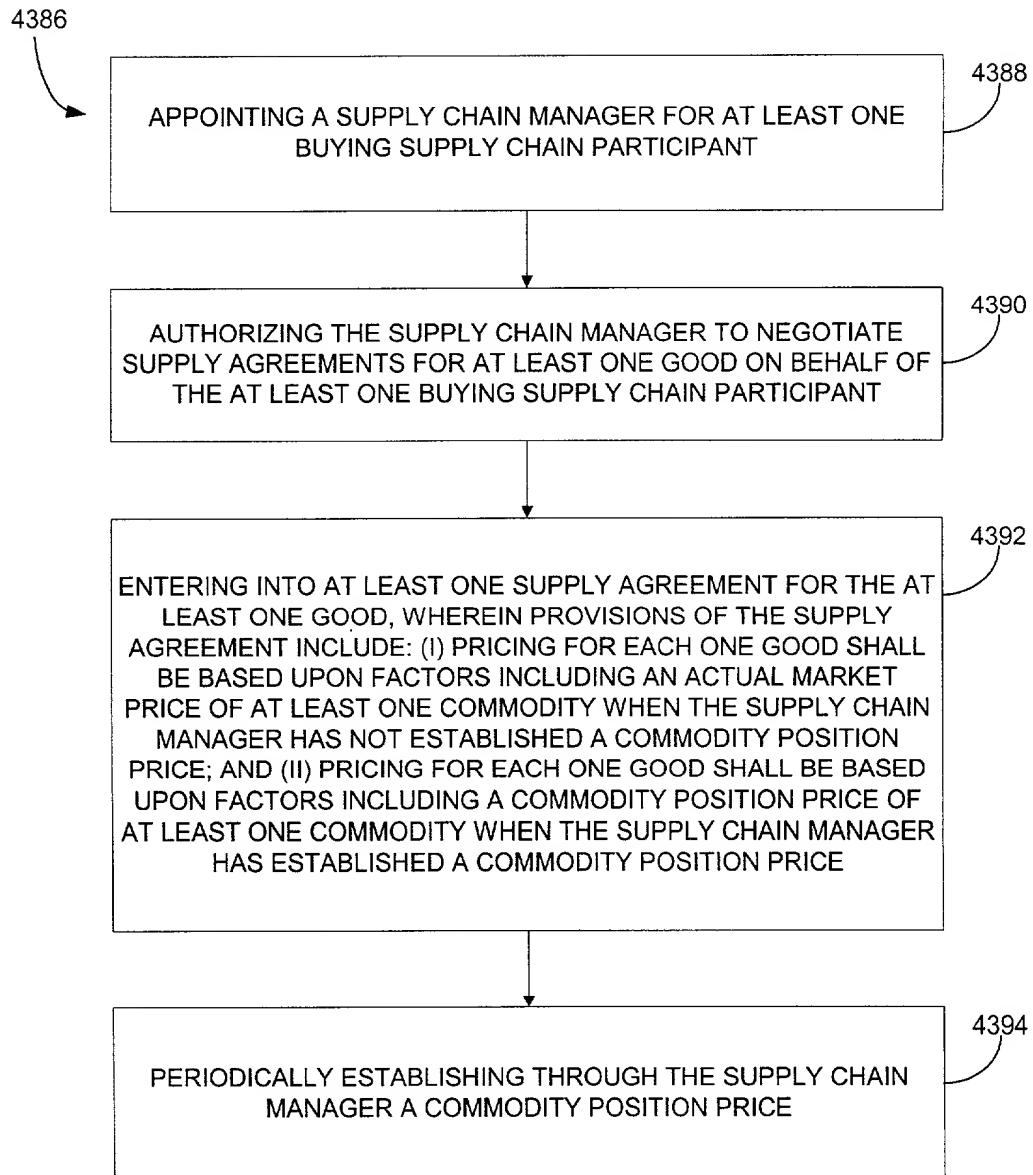 4386
4388
APPOINTING A SUPPLY CHAIN MANAGER FOR AT LEAST ONE
BUYING SUPPLY CHAIN PARTICIPANT
4390
AUTHORIZING THE SUPPLY CHAIN MANAGER TO NEGOTIATE
SUPPLY AGREEMENTS FOR AT LEAST ONE GOOD ON BEHALF OF
THE AT LEAST ONE BUYING SUPPLY CHAIN PARTICIPANT
4392
ENTERING INTO AT LEAST ONE SUPPLY AGREEMENT FOR THE AT
LEAST ONE GOOD, WHEREIN PROVISIONS OF THE SUPPLY
AGREEMENT INCLUDE: (I) PRICING FOR EACH ONE GOOD SHALL
BE BASED UPON FACTORS INCLUDING AN ACTUAL MARKET
PRICE OF AT LEAST ONE COMMODITY WHEN THE SUPPLY CHAIN
MANAGER HAS NOT ESTABLISHED A COMMODITY POSITION
PRICE; AND (II) PRICING FOR EACH ONE GOOD SHALL BE BASED
UPON FACTORS INCLUDING A COMMODITY POSITION PRICE OF
AT LEAST ONE COMMODITY WHEN THE SUPPLY CHAIN MANAGER
HAS ESTABLISHED A COMMODITY POSITION PRICE
4394
PERIODICALLY ESTABLISHING THROUGH THE SUPPLY CHAIN
MANAGER A COMMODITY POSITION PRICE